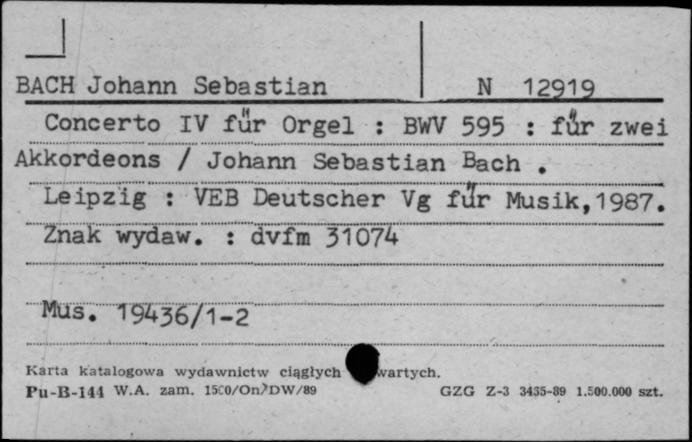 BACH Johann Sebastian N 12919
Concerto IV für Orgel : BWV 595 : für zwei
Akkordeons / Johann Sebastian Bach .
Leipzig : VEB Deutscher Vg für Musik,1987.
Znak wydaw. : dvfm 31074
Mus. 19436/1-2
Karta katalogowa wydawnictw ciągłych wartych.
Pu-B-144 W.A. zam. DW/89 GZG Z-3 3435-89 1.500.000 szt.